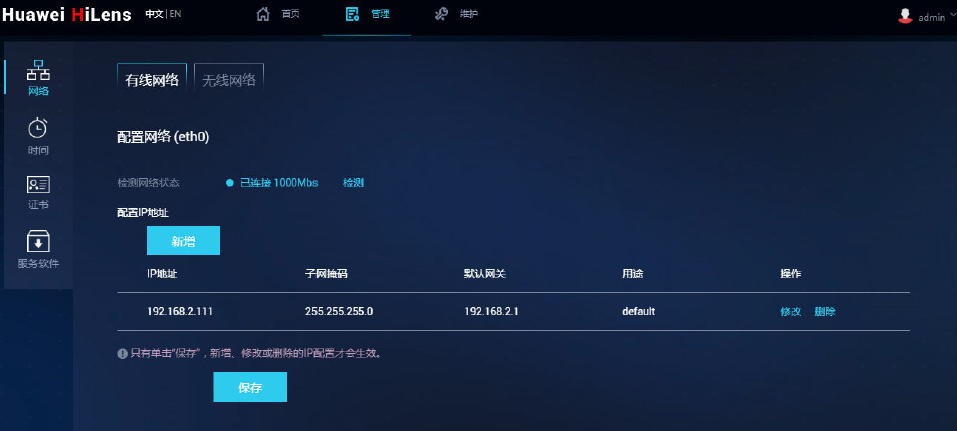 Huawei HiLens 中文 | EN 首页 管理 维护 admin
网络
时间
证书
服务软件
有线网络 无线网络
配置网络 (eth0)
检测网络状态 已连接 1000Mbs 检测
配置IP地址
新增
IP地址 子网掩码 默认网关 用途 操作
192.168.2.111 255.255.255.0 192.168.2.1 default 修改 删除
只有单击“保存”，新增、修改或删除的IP配置才会生效。
保存